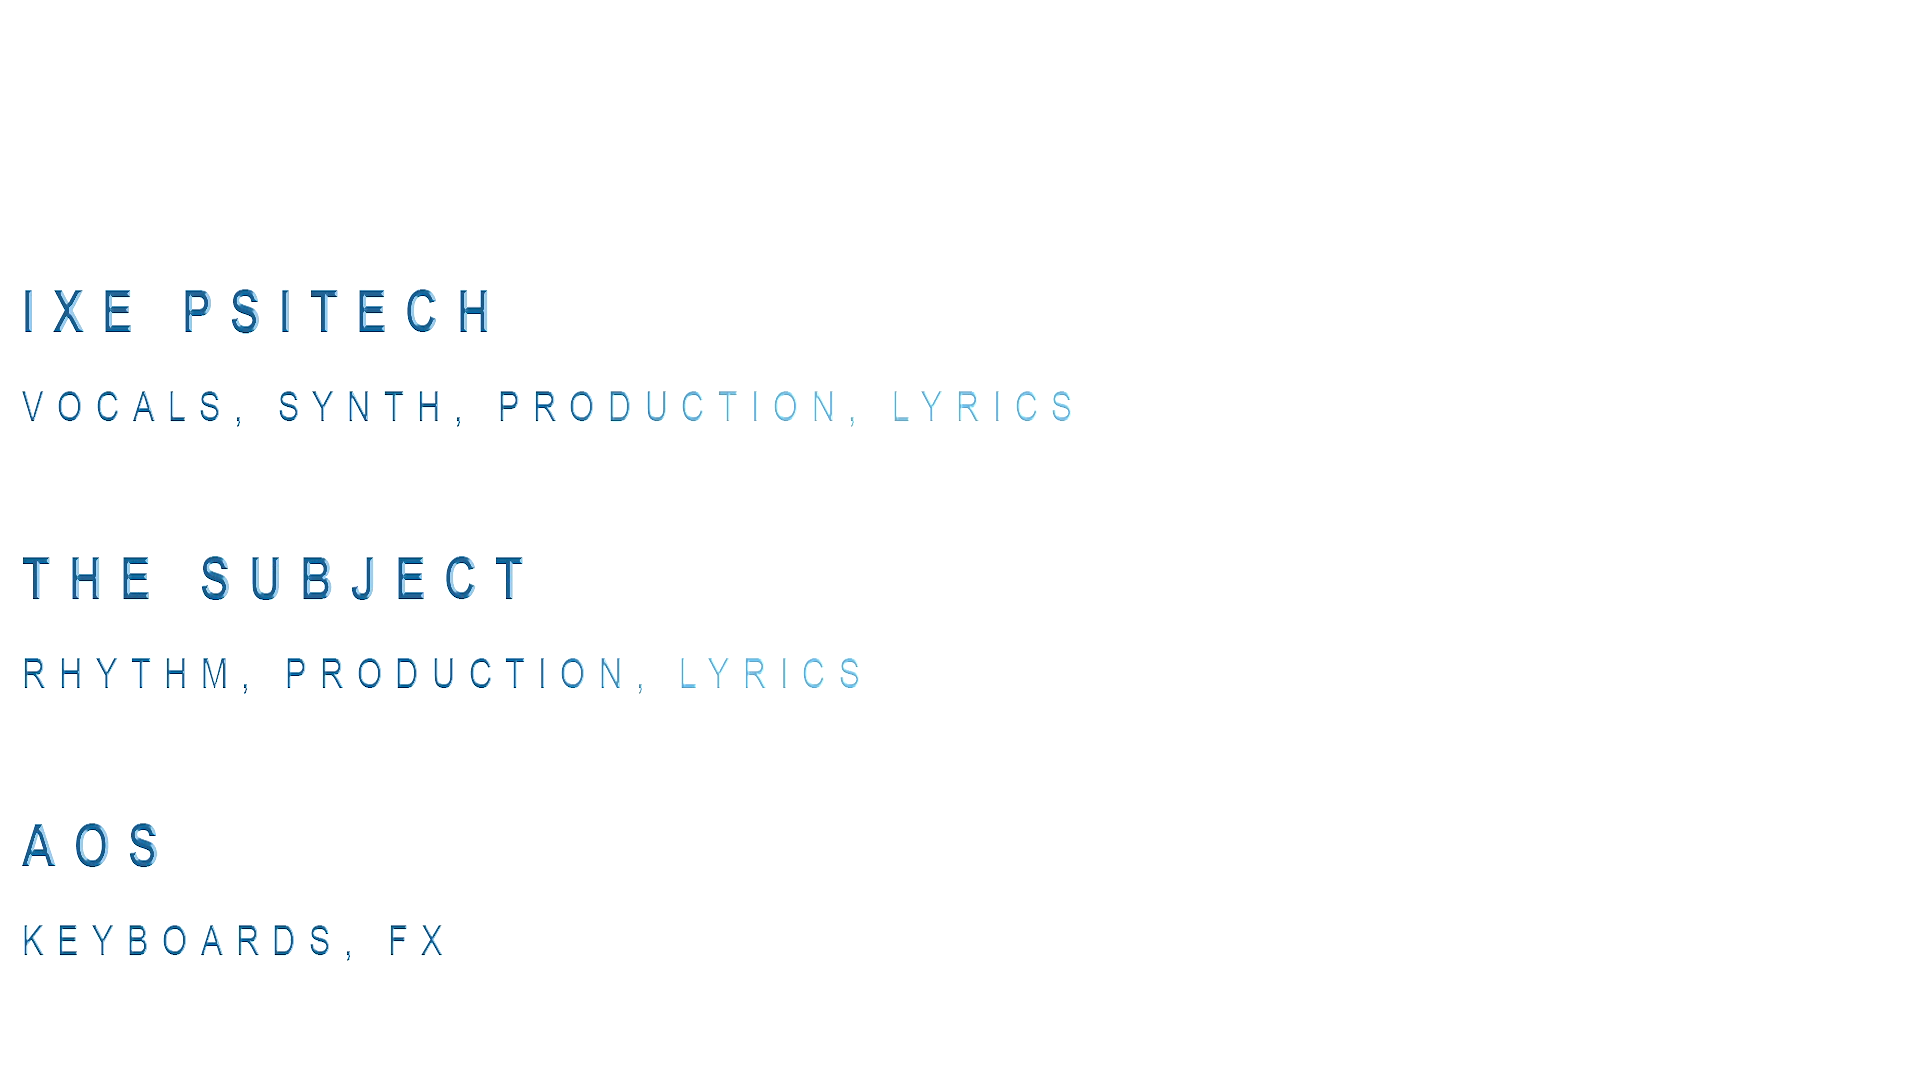 IXE PSITECH
VOCALS, SYNTH, PRODUCTION, LYRICS
THE SUBJECT
RHYTHM, PRODUCTION, LYRICS
AOS
KEYBOARDS, FX